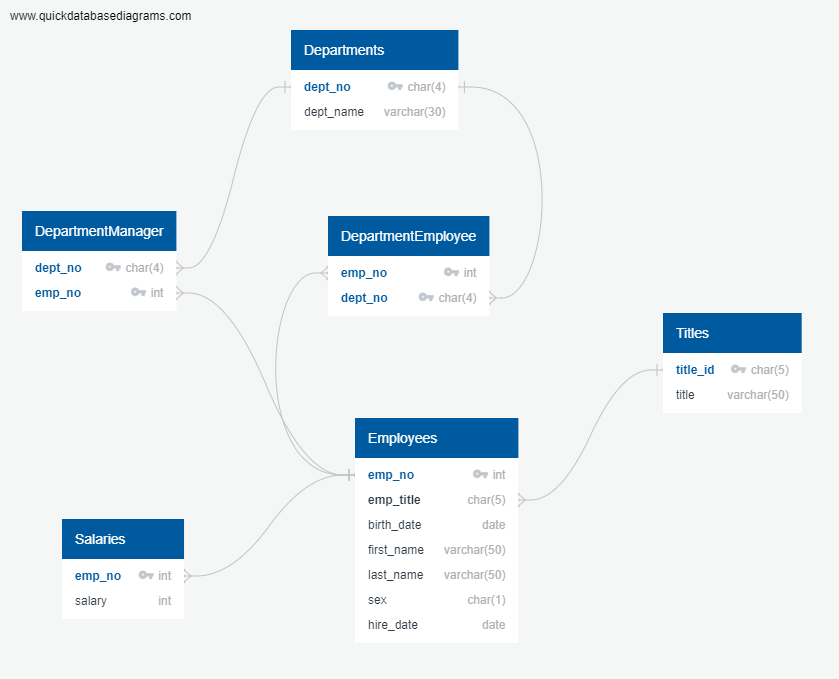 www.quickdatabasediagrams.com
Departments
dept_no char(4)
dept_name varchar(30)
DepartmentManager
dept_no char(4)
emp_no int
DepartmentEmployee
emp_no int
dept_no char(4)
Titles
title_id char(5)
title varchar(50)
Employees
emp_no int
emp_title char(5)
birth_date date
first_name varchar(50)
last_name varchar(50)
sex char(1)
hire_date date
Salaries
emp_no int
salary int